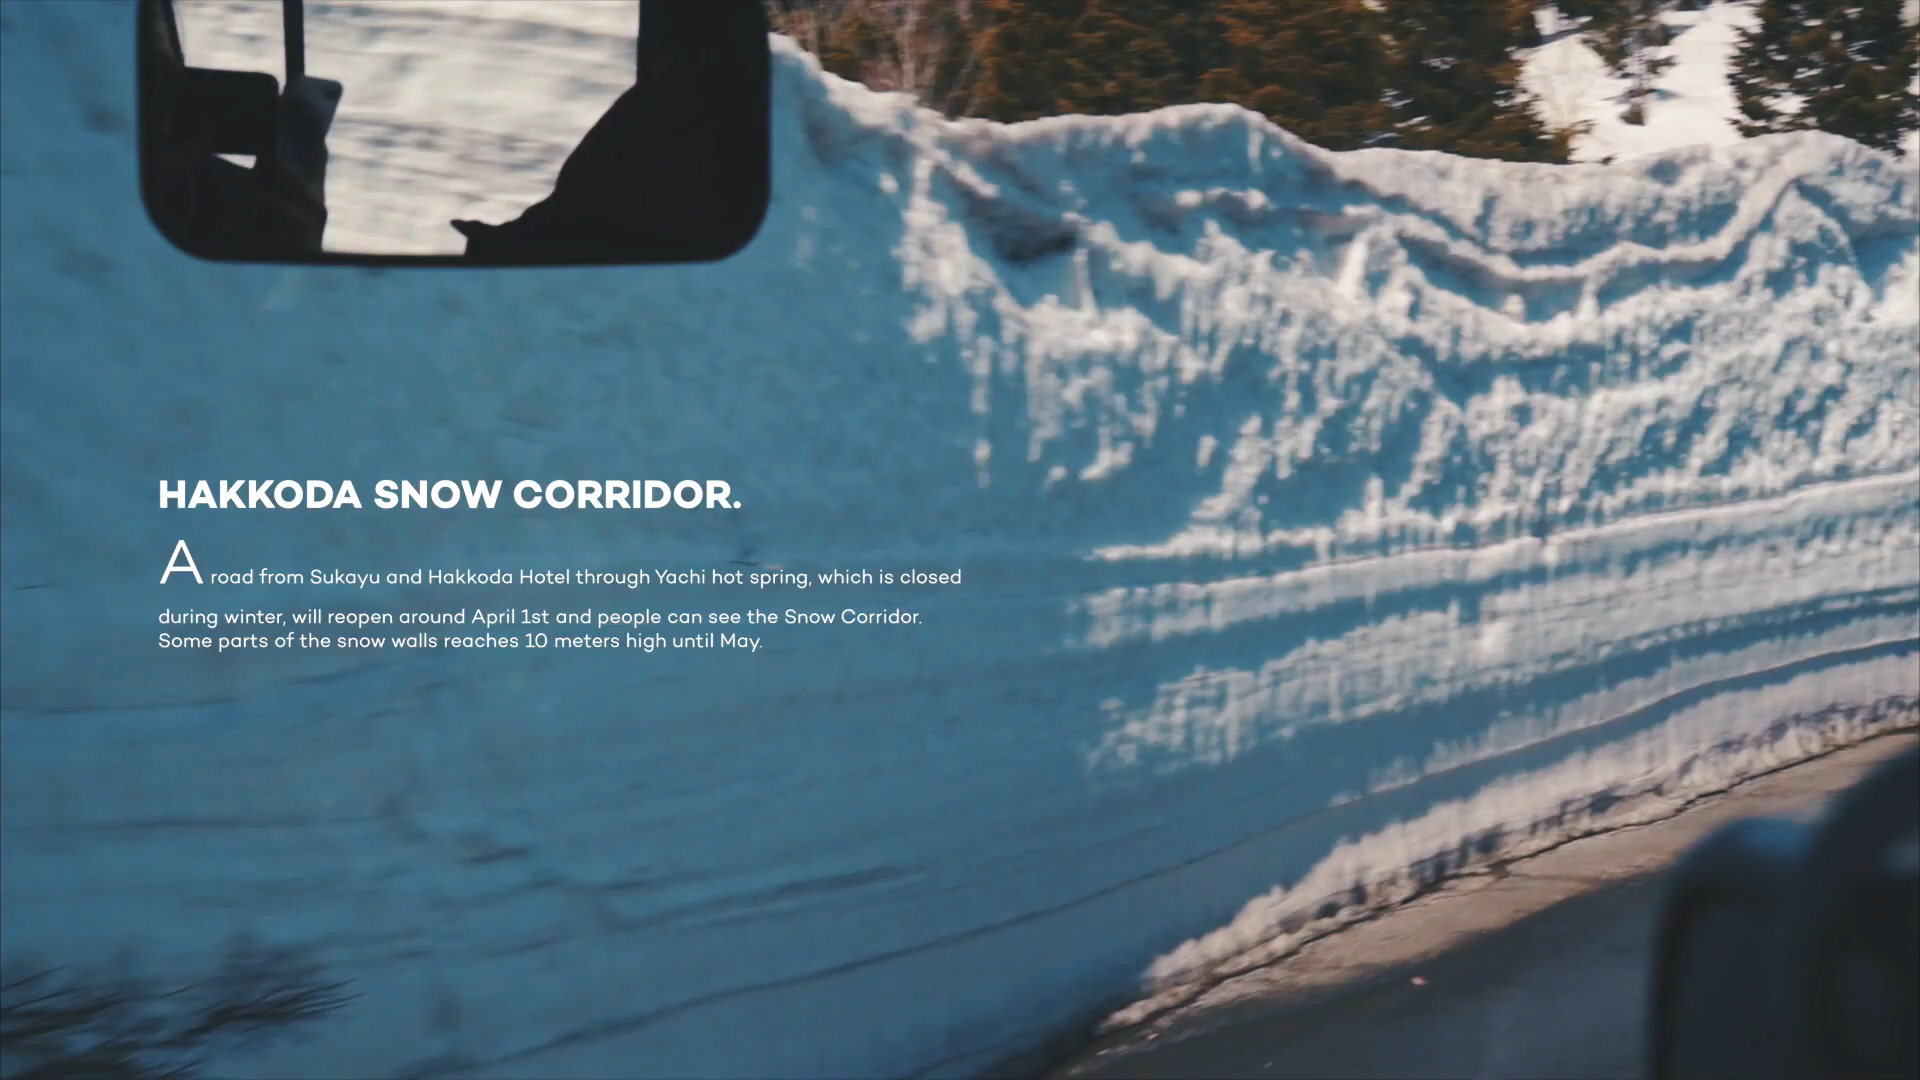 HAKKODA SNOW CORRIDOR.
A road from Sukayu and Hakkoda Hotel through Yachi hot spring, which is closed
during winter, will reopen around April 1st and people can see the Snow Corridor.
Some parts of the snow walls reaches 10 meters high until May.